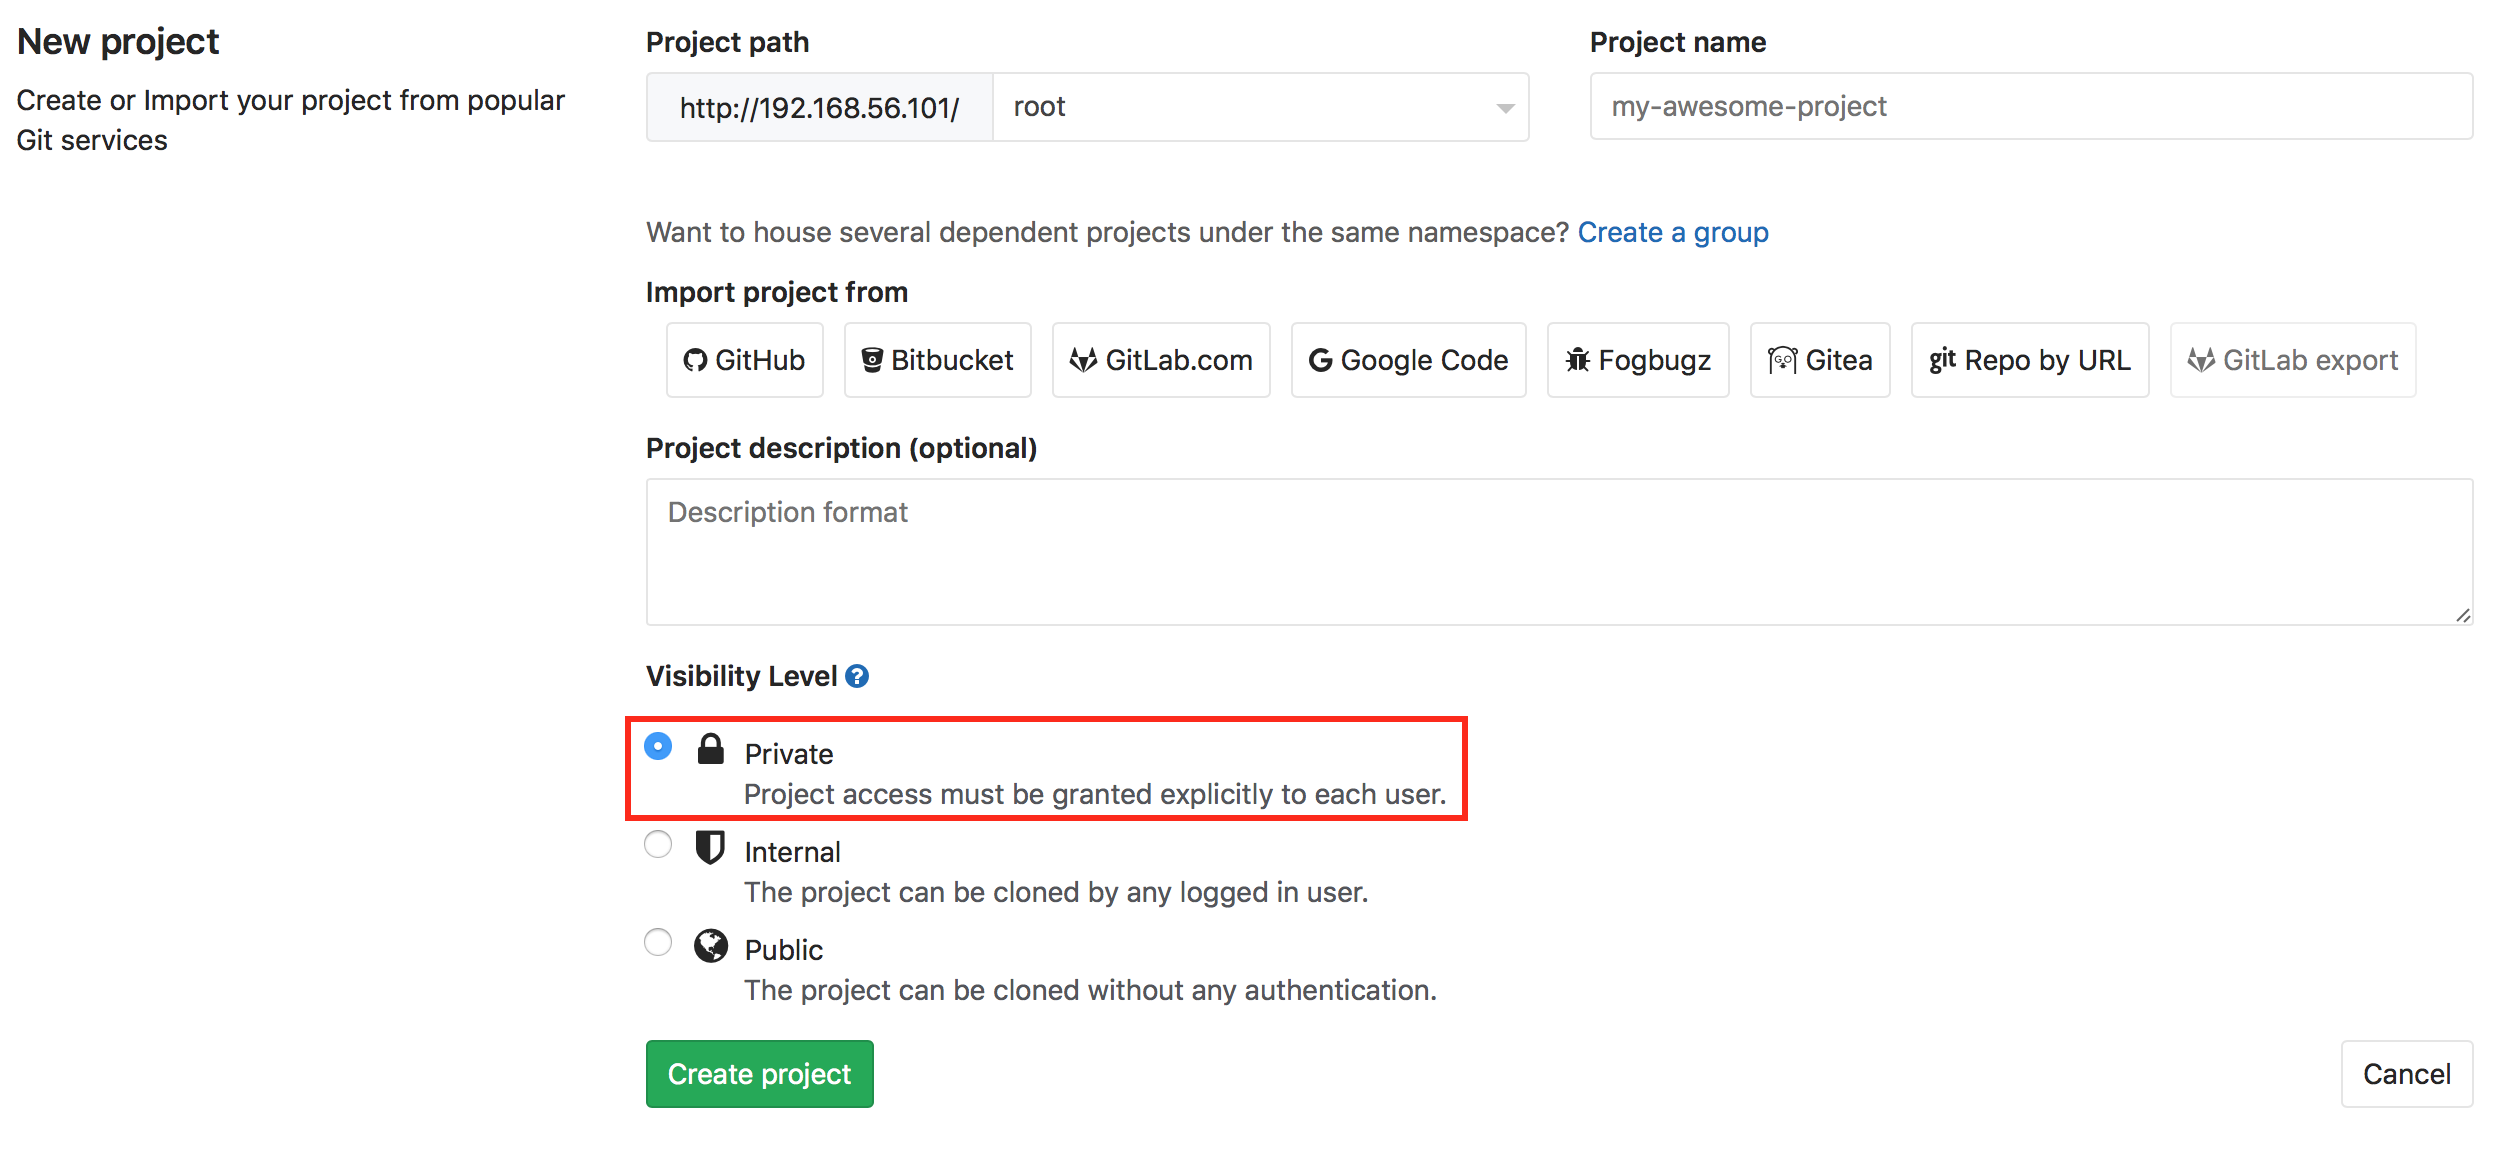 New project
Create or Import your project from popular
Git services
Project path
Project name
http://192.168.56.101/
root
my-awesome-project
Want to house several dependent projects under the same namespace? Create a group
Import project from
GitHub
Bitbucket
GitLab.com
Google Code
Fogbugz
GO Gitea
git Repo by URL
GitLab export
Project description (optional)
Description format
Visibility Level ?
Private
Project access must be granted explicitly to each user.
Internal
The project can be cloned by any logged in user.
Public
The project can be cloned without any authentication.
Create project
Cancel